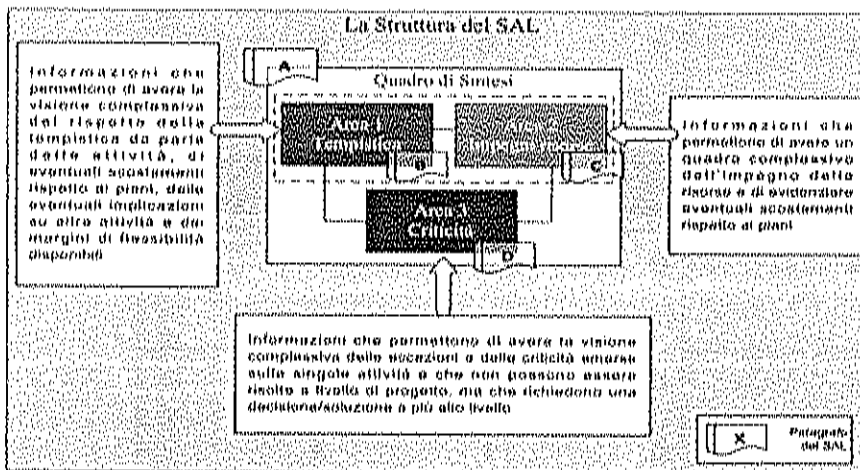 La Struttura del SAL
A
Quadro di Sintesi
Informazioni che
permettono di avere la
visione complessiva
del rispetto della
tempistica da parte
delle attività, di
eventuali scostamenti
rispetto ai piani, delle
eventuali implicazioni
su altre attività e dei
margini di flessibilità
disponibili
Area 1
Tempistica
B
Area 2
C
Area 3
Criticità
D
Informazioni che
permettono di avere un
quadro complessivo
dell'impegno delle
risorse e di evidenziare
eventuali scostamenti
rispetto ai piani
Informazioni che permettono di avere la visione
complessiva delle eccezioni e delle criticità emerse
sulle singole attività e che non possono essere
risolte a livello di progetto, ma che richiedono una
decisione/soluzione a più alto livello
X
Paragrafo
del SAL